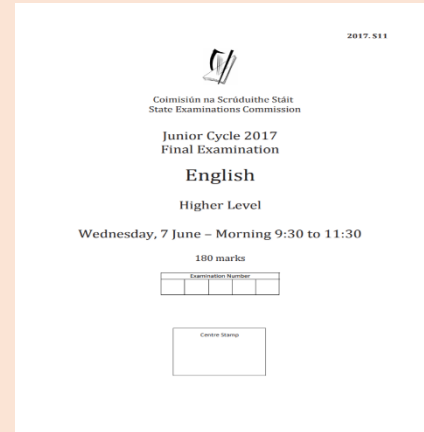 2017. S11
Coimisiún na Scrúduithe Stáit
State Examinations Commission
Junior Cycle 2017
Final Examination
English
Higher Level
Wednesday, 7 June – Morning 9:30 to 11:30
180 marks
Examination Number
Centre Stamp